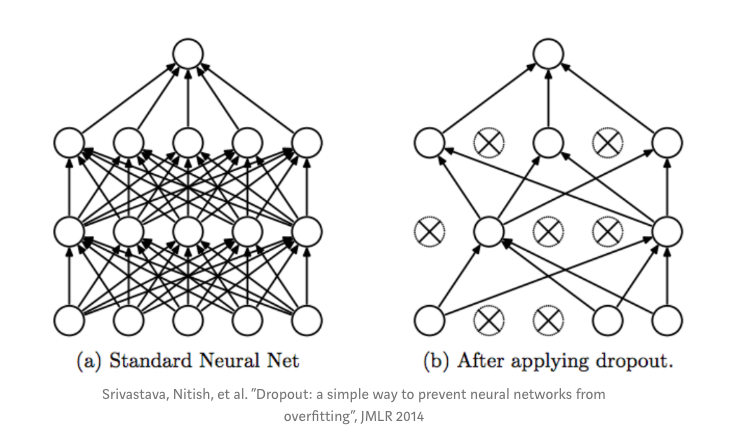 (a) Standard Neural Net
(b) After applying dropout.
Srivastava, Nitish, et al. ”Dropout: a simple way to prevent neural networks from
overfitting”, JMLR 2014